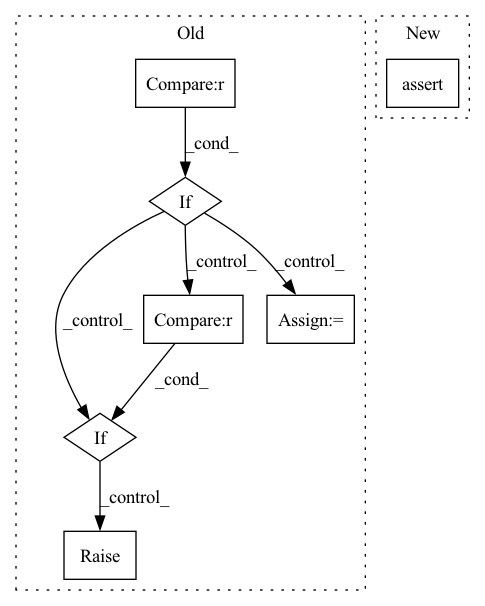 Old
New
Compare:r
assert
_cond_
If
_control_
_control_
_control_
Compare:r
Assign:=
_cond_
If
_control_
Raise